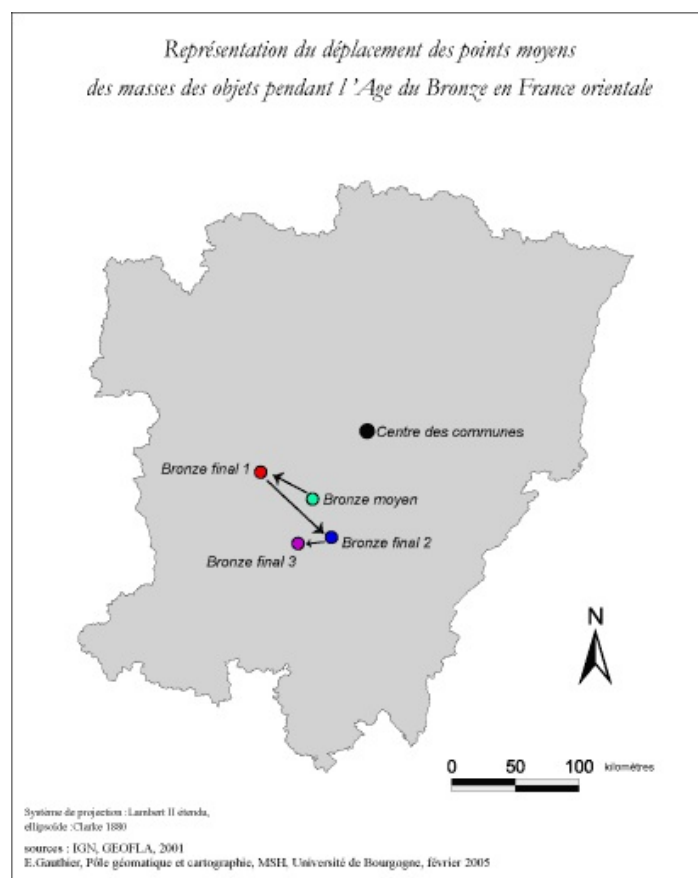 Représentation du déplacement des points moyens
des masses des objets pendant l 'Age du Bronze en France orientale
Centre des communes
Bronze final 1
Bronze moyen
Bronze final 2
Bronze final 3
N
0 50 100 kilomètres
Système de projection : Lambert II étendu,
ellipsoïde : Clarke 1880
sources : IGN, GEOFLA, 2001
E.Gauthier, Pôle géomatique et cartographie, MSH, Université de Bourgogne, février 2005